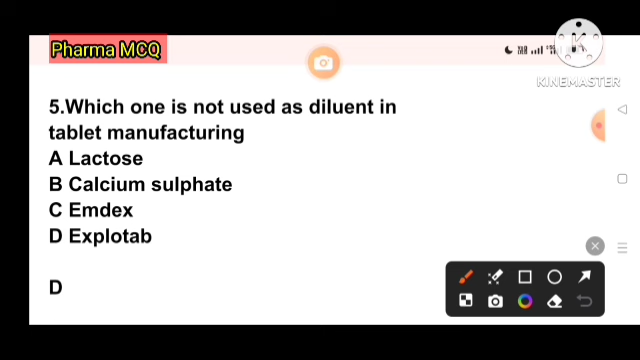 Pharma MCQ
K
KINEMASTER
5.Which one is not used as diluent in
tablet manufacturing
A Lactose
B Calcium sulphate
C Emdex
D Explotab
D